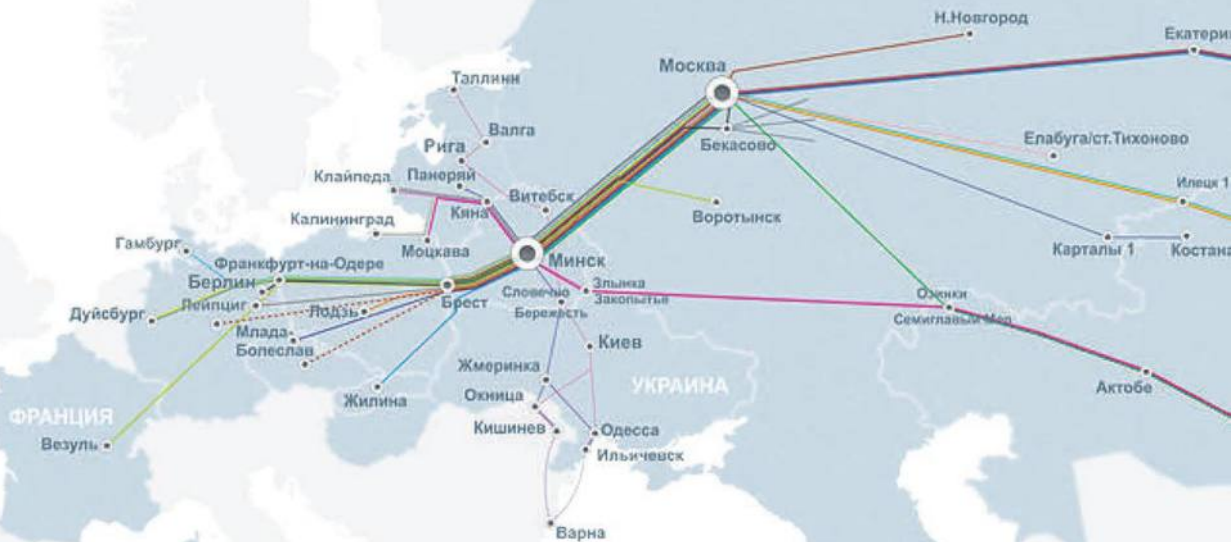 Н.Новгород
Екатери
Москва
Таллинн
Валга
Бекасово
Елабуга/ст.Тихоново
Рига
Панеряй
Клайпеда
Витебск
Илецк 1
Кяна
Воротынск
Калининград
Моцкава
Гамбург
Карталы 1
Костана
Франкфурт-на-Одере
Минск
Берлин
Словечно
Злынка
Закопытье
Озинки
Лейпциг
Брест
Бережесть
Семиглавый Мар
Дуйсбург
Лодзь
Млада
Болеслав
Киев
Жмеринка
УКРАИНА
Актобе
Окница
Жилина
ФРАНЦИЯ
Кишинев
Одесса
Везуль
Ильичевск
Варна